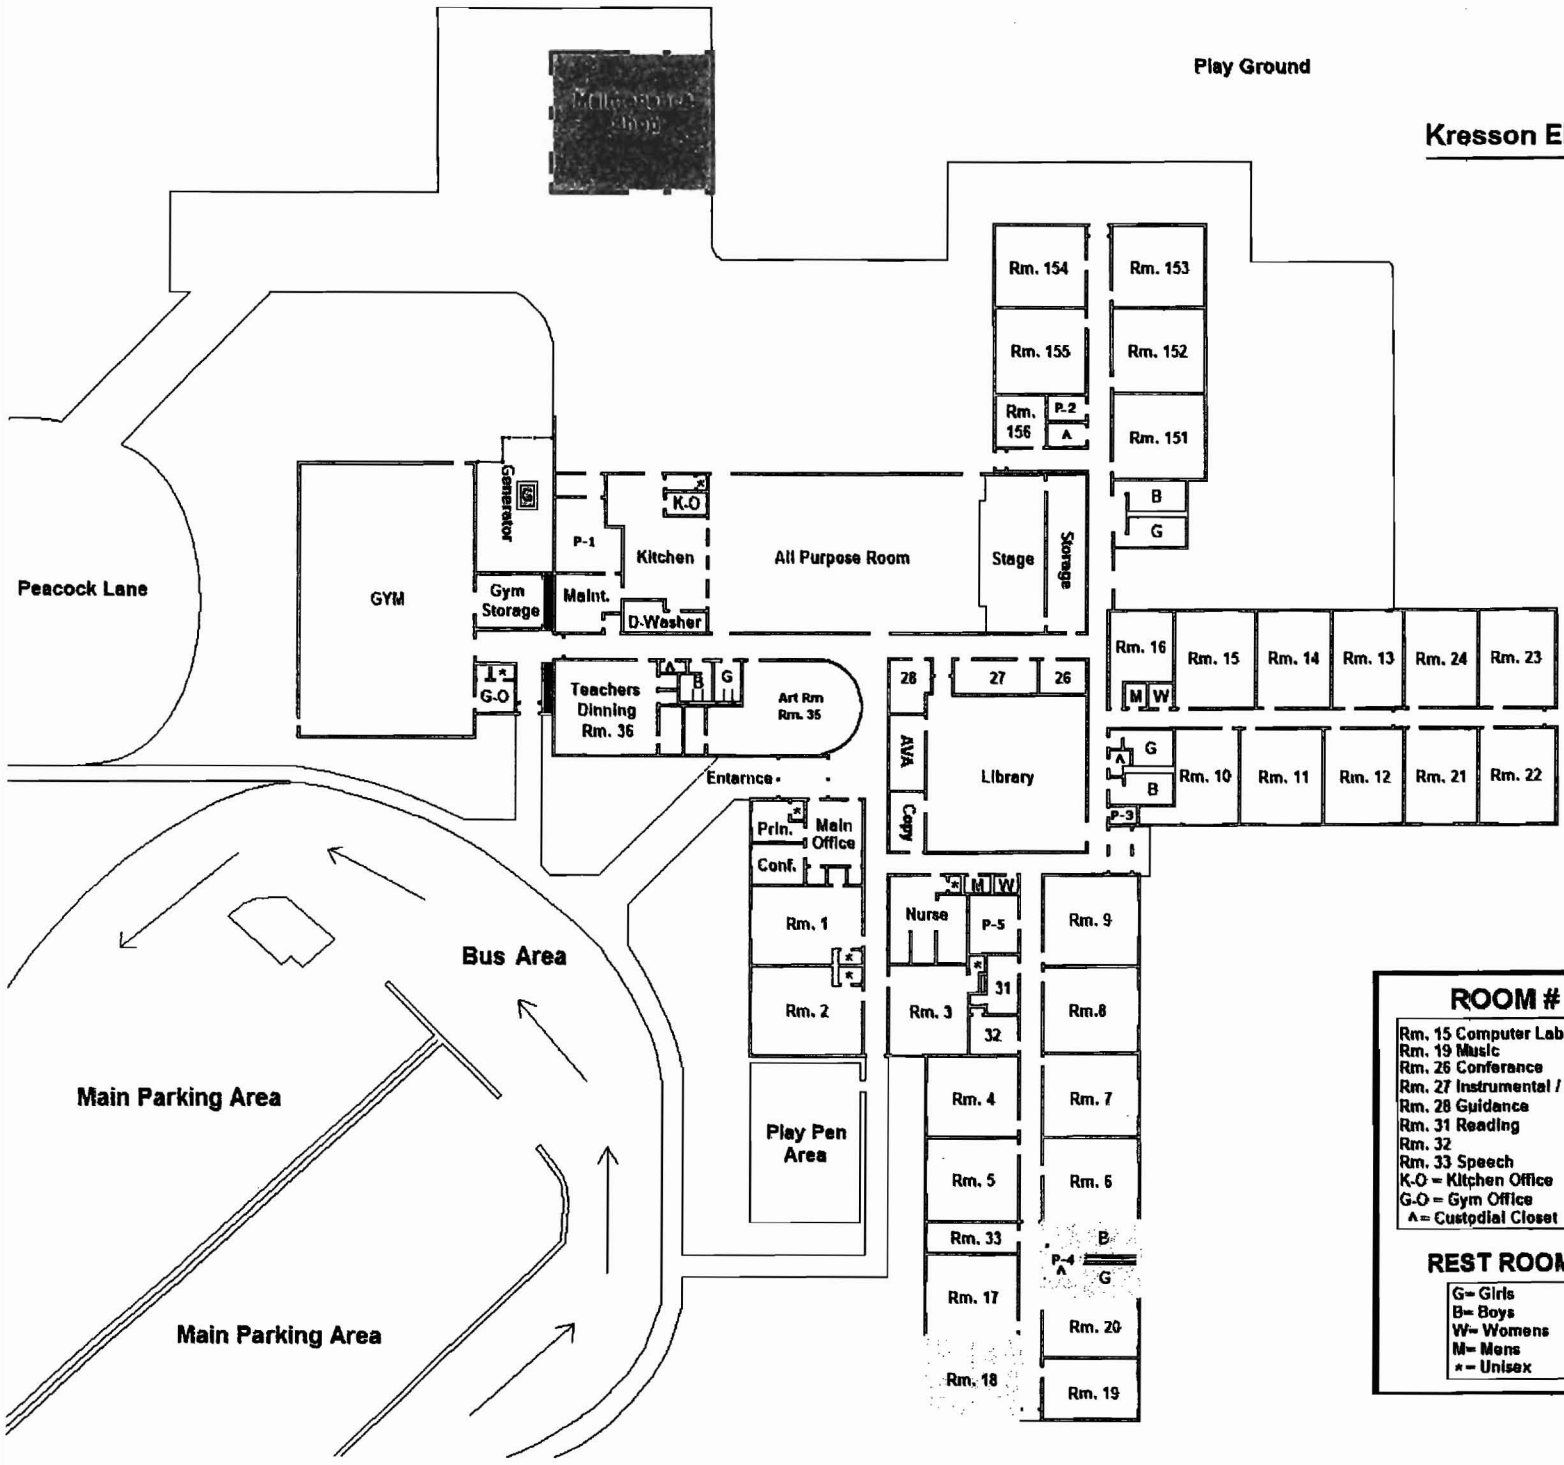 Play Ground
Kresson E
Maintenance
Shop
Rm. 154
Rm. 153
Rm. 155
Rm. 152
Rm.
156
P-2
^
Rm. 151
B
G
Generator
*
K-O
P-1
Kitchen
All Purpose Room
Stage
Storage
Peacock Lane
GYM
Gym
Storage
Maint.
D-Washer
Rm. 16
Rm. 15
Rm. 14
Rm. 13
Rm. 24
Rm. 23
M
W
*
G-O
Teachers
Dinning
Rm. 36
^
B
G
Art Rm
Rm. 35
28
27
26
AVA
Library
Copy
G
^
B
P-3
Rm. 10
Rm. 11
Rm. 12
Rm. 21
Rm. 22
Entarnce
Prin.
*
Main
Office
Conf.
Rm. 1
*
*
Rm. 2
Nurse
*
M
W
P-5
Rm. 9
*
31
Rm. 3
32
Rm.8
Bus Area
Main Parking Area
Play Pen
Area
Rm. 4
Rm. 7
Rm. 5
Rm. 6
Rm. 33
B
P-4
^
G
Rm. 17
Rm. 20
Main Parking Area
Rm. 18
Rm. 19
ROOM #
Rm. 15 Computer Lab
Rm. 19 Music
Rm. 26 Conferance
Rm. 27 Instrumental /
Rm. 28 Guidance
Rm. 31 Reading
Rm. 32
Rm. 33 Speech
K-O = Kitchen Office
G-O = Gym Office
^ = Custodial Closet
REST ROOM
G= Girls
B= Boys
W= Womens
M= Mens
*= Unisex